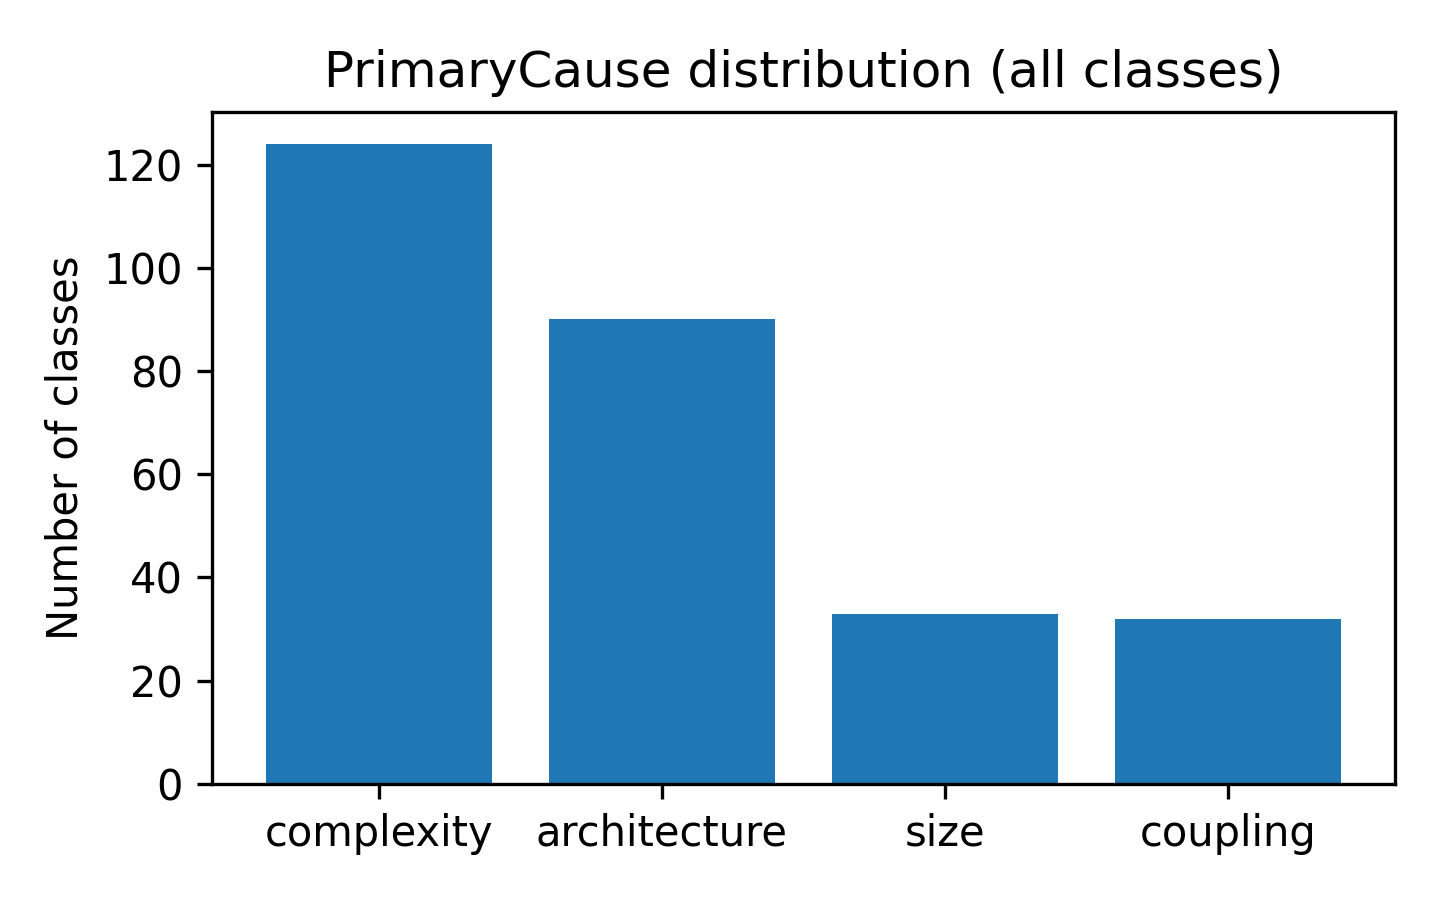 PrimaryCause distribution (all classes)
Number of classes
120
100
80
60
40
20
0
complexity architecture size coupling